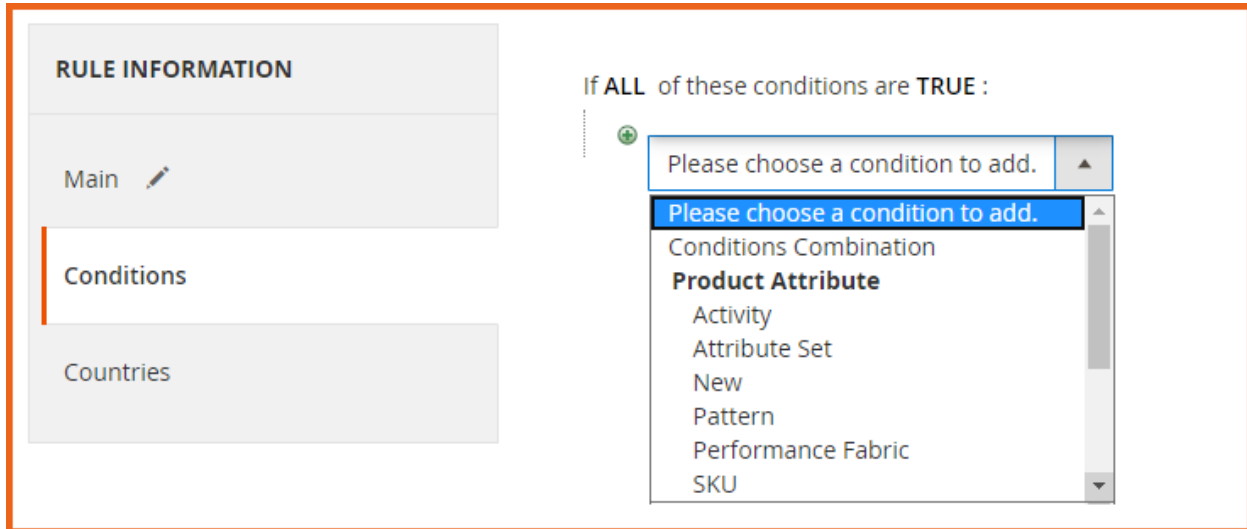 RULE INFORMATION
Main
Conditions
Countries
If ALL of these conditions are TRUE :
Please choose a condition to add.
Please choose a condition to add.
Conditions Combination
Product Attribute
Activity
Attribute Set
New
Pattern
Performance Fabric
SKU